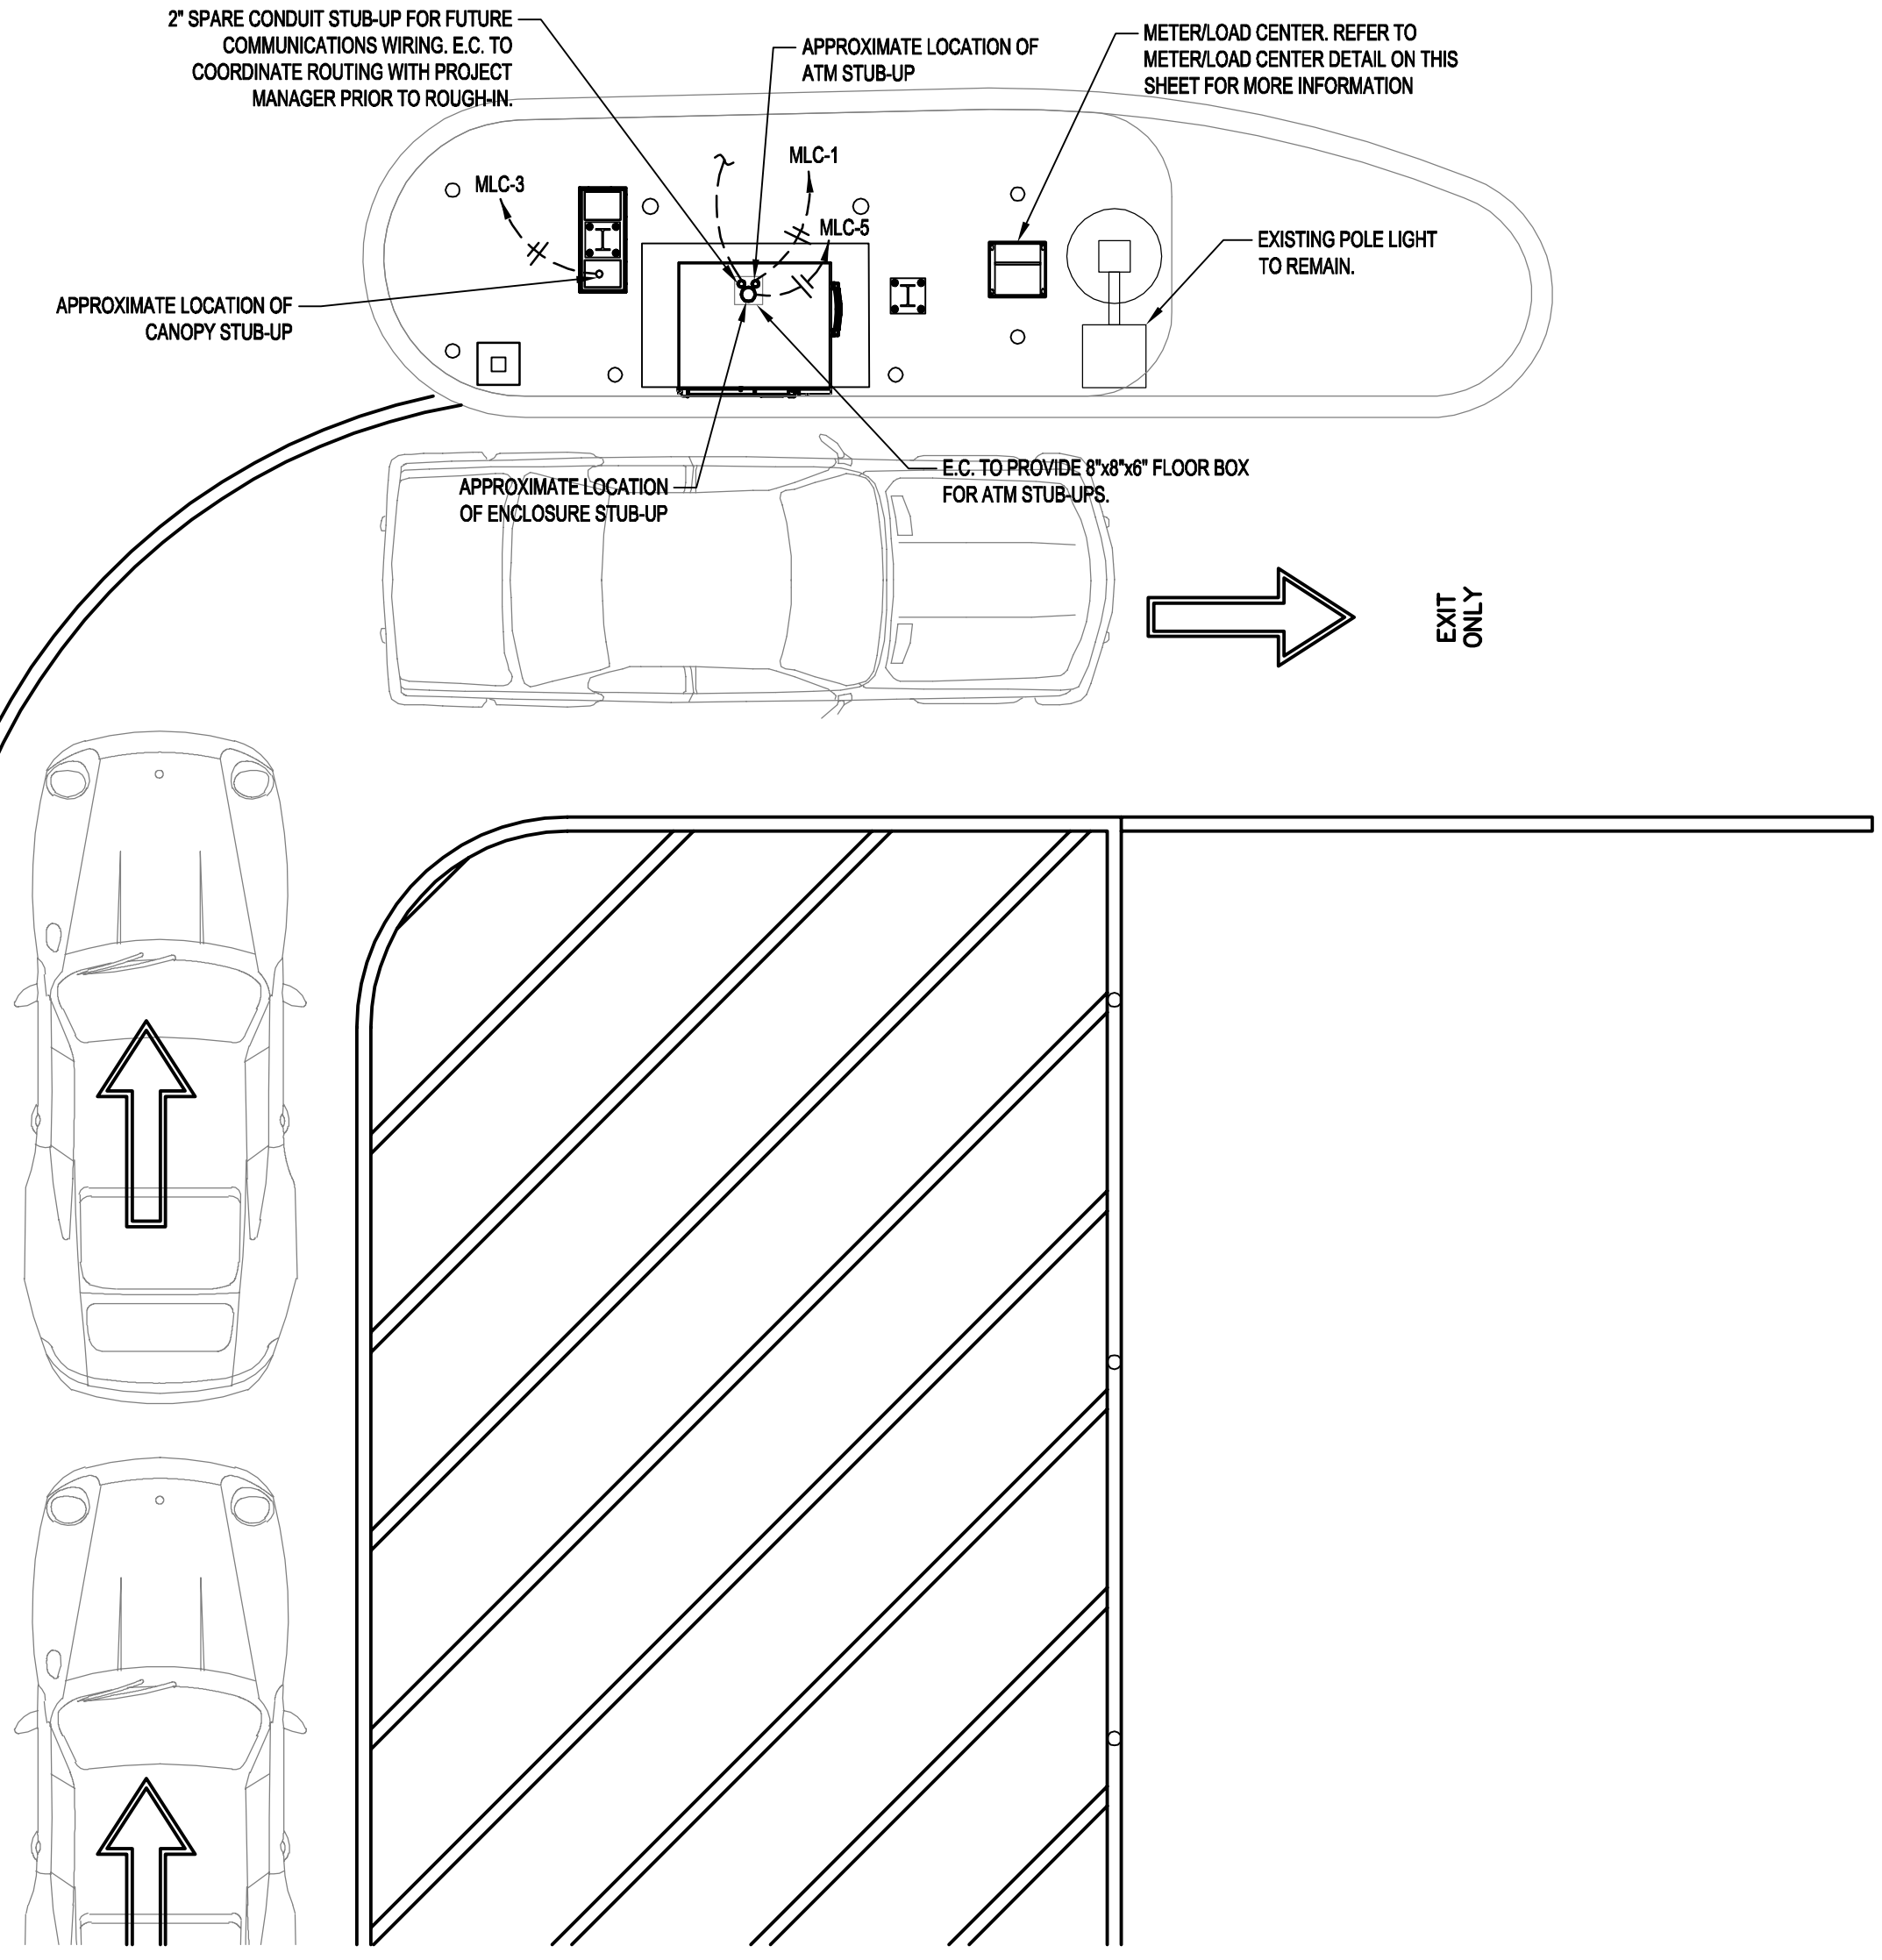 2" SPARE CONDUIT STUB-UP FOR FUTURE
COMMUNICATIONS WIRING. E.C. TO
COORDINATE ROUTING WITH PROJECT
MANAGER PRIOR TO ROUGH-IN.
APPROXIMATE LOCATION OF
ATM STUB-UP
METER/LOAD CENTER. REFER TO
METER/LOAD CENTER DETAIL ON THIS
SHEET FOR MORE INFORMATION
MLC-3
MLC-1
MLC-5
EXISTING POLE LIGHT
TO REMAIN.
APPROXIMATE LOCATION OF
CANOPY STUB-UP
APPROXIMATE LOCATION
OF ENCLOSURE STUB-UP
E.C. TO PROVIDE 8"x8"x6" FLOOR BOX
FOR ATM STUB-UPS.
EXIT
ONLY